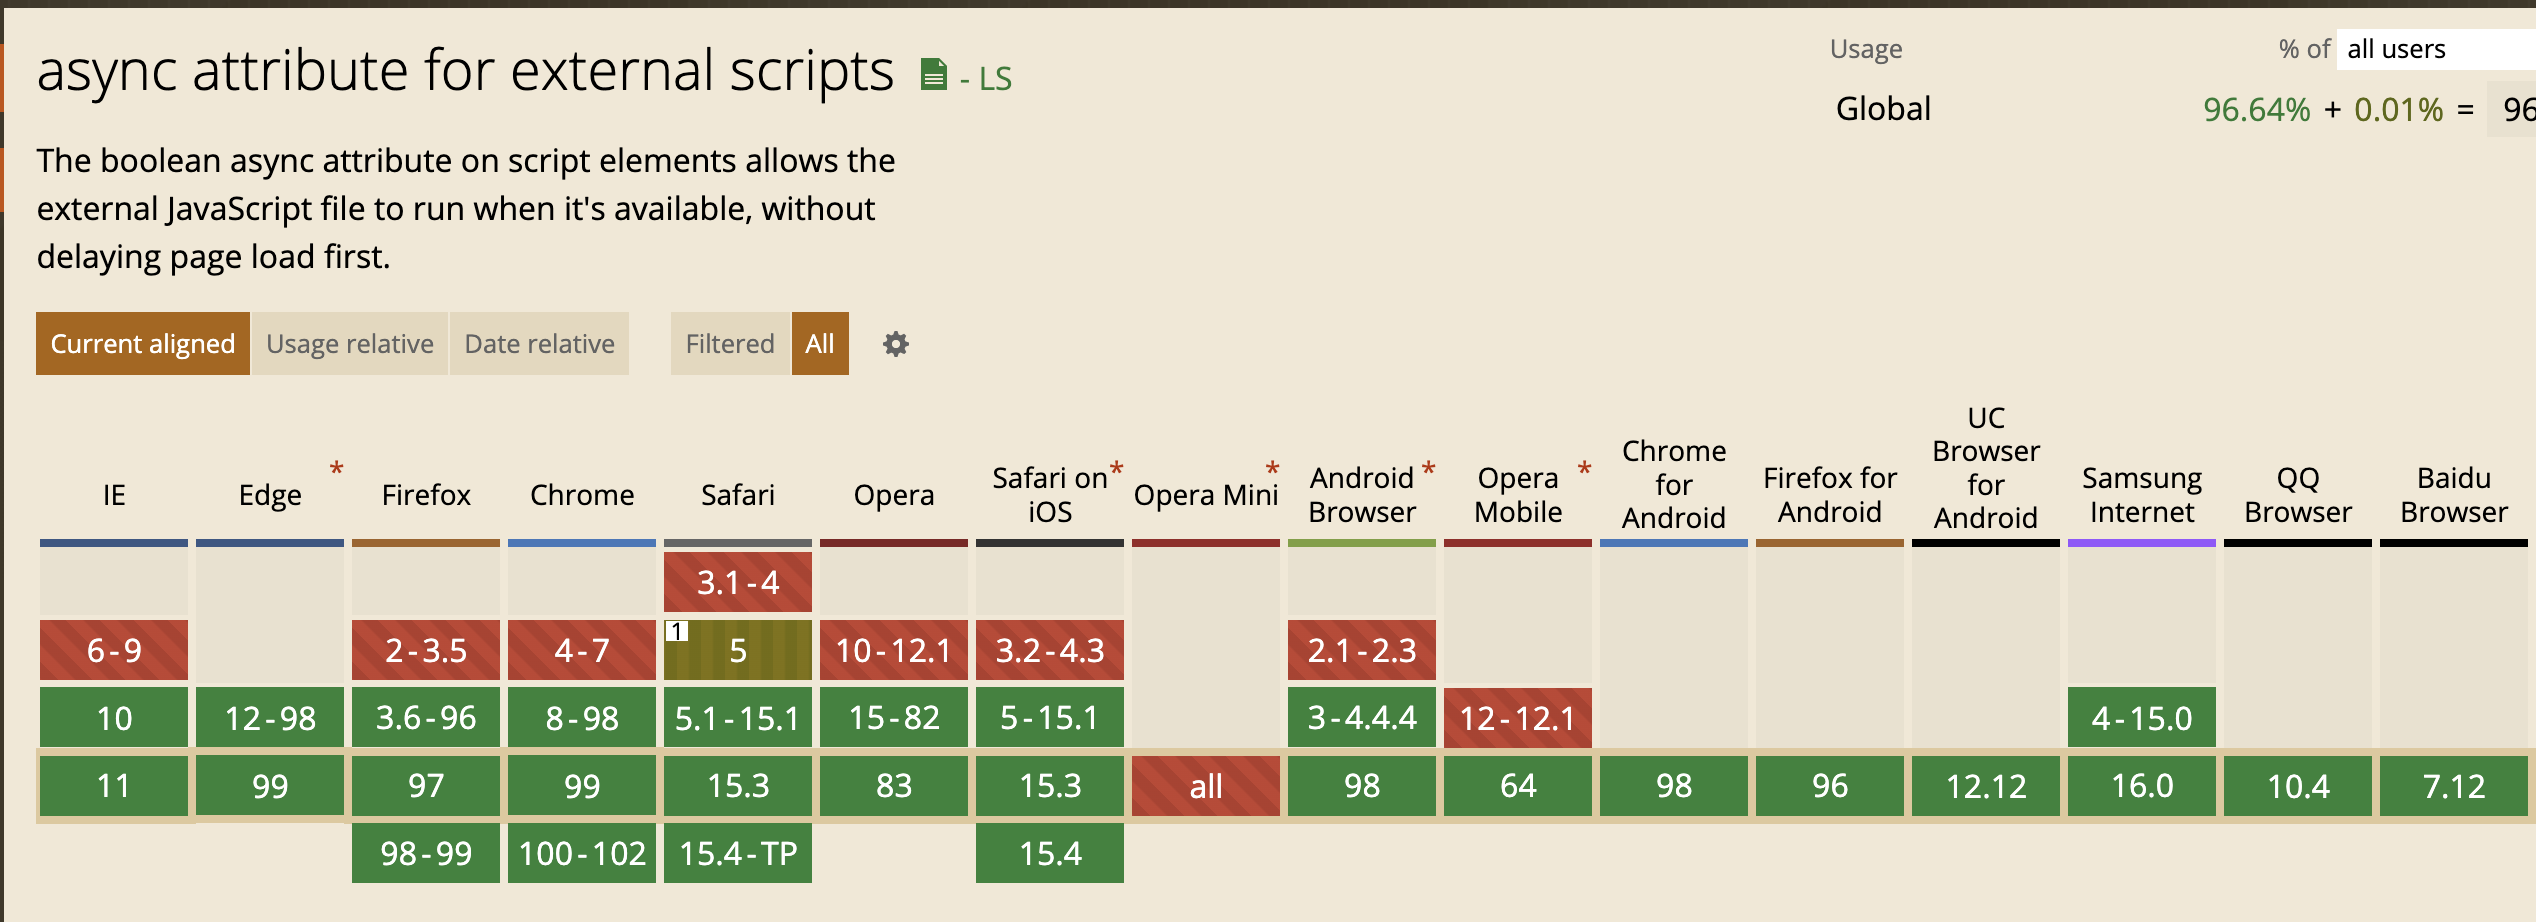 async attribute for external scripts - LS
Usage % of all users
Global 96.64% + 0.01% = 96
The boolean async attribute on script elements allows the
external JavaScript file to run when it's available, without
delaying page load first.
Current aligned Usage relative Date relative Filtered All
IE
Edge *
Firefox
Chrome
Safari
Opera
Safari on *
iOS
Opera Mini *
Android *
Browser
Opera *
Mobile
Chrome
for
Android
Firefox for
Android
UC
Browser
for
Android
Samsung
Internet
QQ
Browser
Baidu
Browser
3.1-4
6-9 2-3.5 4-7 1 5 10-12.1 3.2-4.3 2.1-2.3
10 12-98 3.6-96 8-98 5.1-15.1 15-82 5-15.1 3-4.4.4 12-12.1 4-15.0
11 99 97 99 15.3 83 15.3 all 98 64 98 96 12.12 16.0 10.4 7.12
98-99 100-102 15.4-TP 15.4